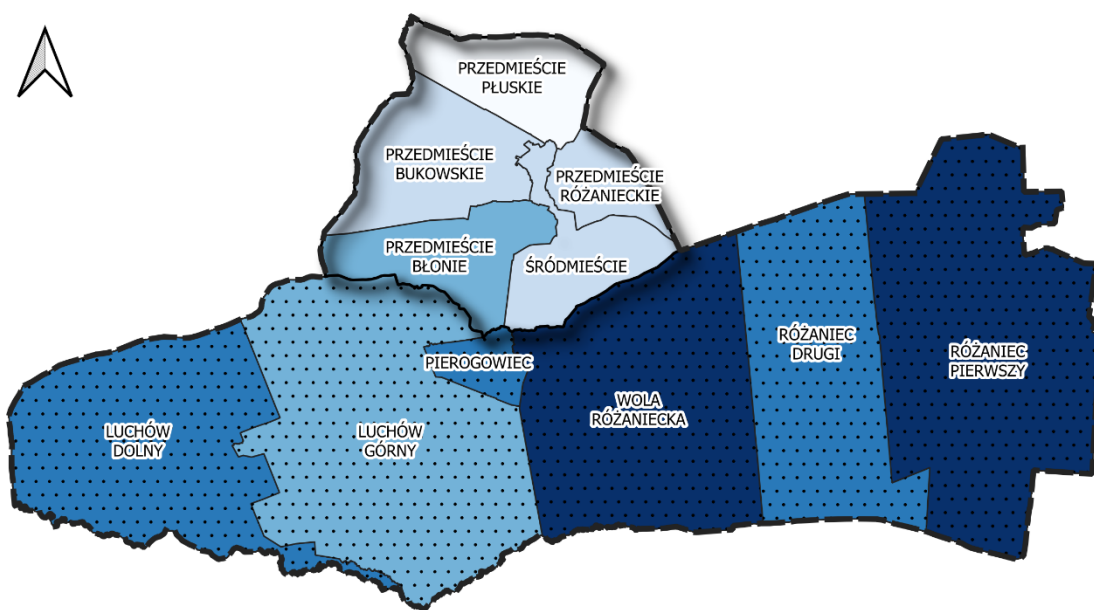 PRZEDMIEŚCIE
PŁUSKIE
PRZEDMIEŚCIE
BUKOWSKIE
PRZEDMIEŚCIE
RÓŻANIECKIE
PRZEDMIEŚCIE
BŁONIE
ŚRÓDMIEŚCIE
PIEROGOWIEC
RÓŻANIEC
DRUGI
RÓŻANIEC
PIERWSZY
WOLA
RÓŻANIECKA
LUCHÓW
DOLNY
LUCHÓW
GÓRNY